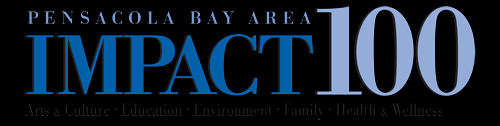 PENSACOLA BAY AREA
IMPACT 100
Arts & Culture · Education · Environment · Family · Health & Wellness